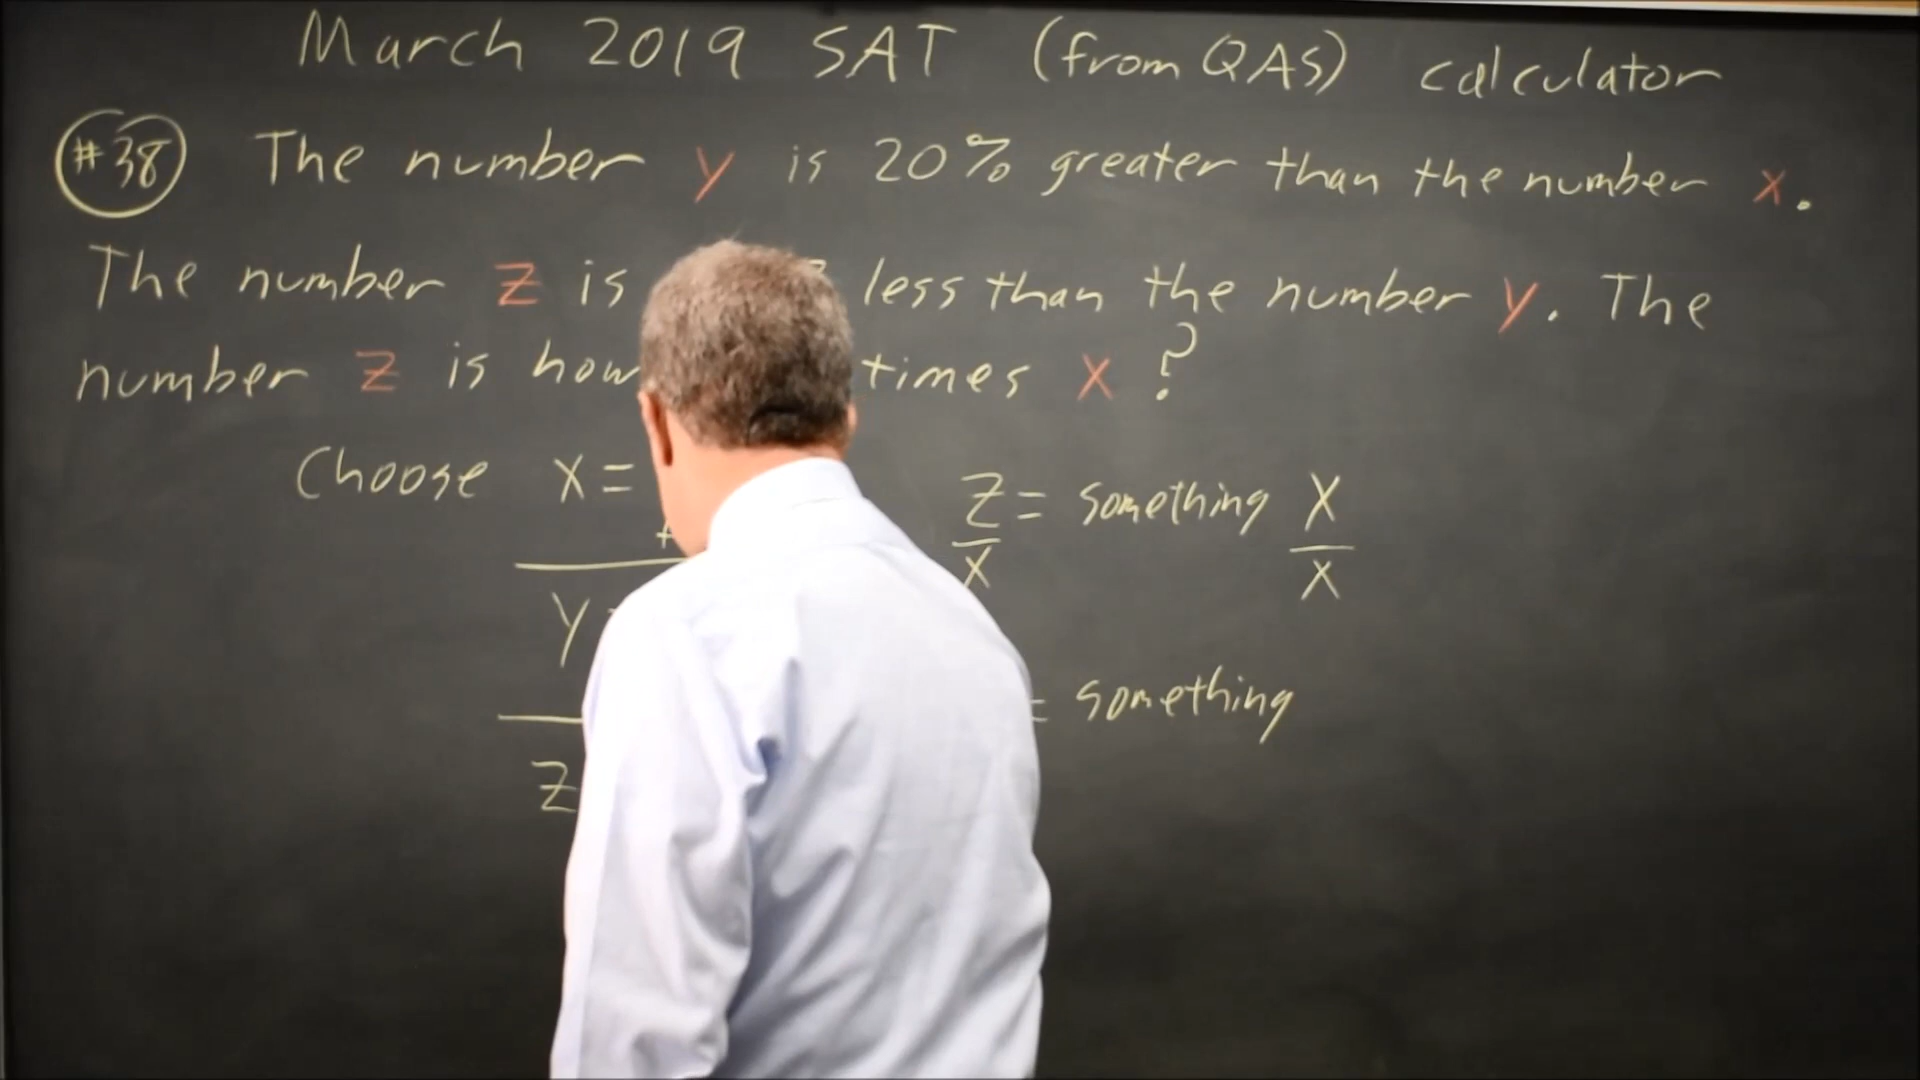 March 2019 SAT (from QAS) calculator
#38 The number y is 20% greater than the number x.
The number z is less than the number y. The
number z is how times x ?
Choose x =
+
z = something x
x x
y
= something
z